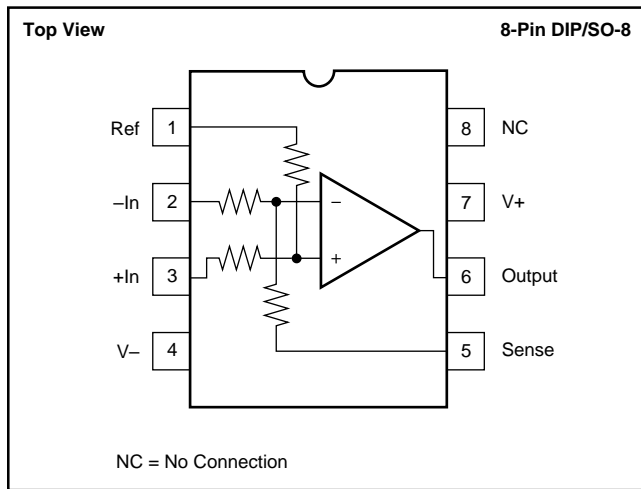 Top View 8-Pin DIP/SO-8
Ref 1 8 NC
–In 2 – 7 V+
+In 3 + 6 Output
V– 4 5 Sense
NC = No Connection